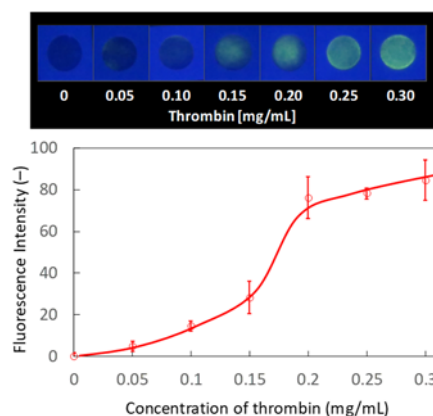 0 0.05 0.10 0.15 0.20 0.25 0.30
Thrombin [mg/mL]
100
80
60
40
20
0
Fluorescence Intensity (–)
0 0.05 0.1 0.15 0.2 0.25 0.3
Concentration of thrombin (mg/mL)